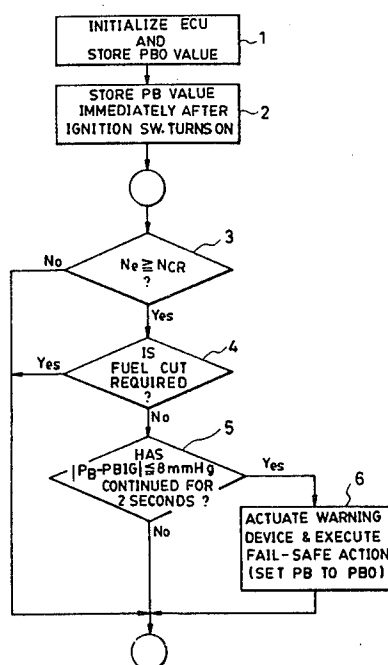 INITIALIZE ECU
AND
STORE PBO VALUE
1
STORE PB VALUE
IMMEDIATELY AFTER
IGNITION SW. TURNS ON
2
3
No
Ne ≧ NCR
?
Yes
4
Yes
IS
FUEL CUT
REQUIRED
?
No
5
HAS
|PB-PBIG| ≦ 8mmHg
CONTINUED FOR
2 SECONDS ?
Yes
No
6
ACTUATE WARNING
DEVICE & EXECUTE
FAIL-SAFE ACTION
(SET PB TO PBO)